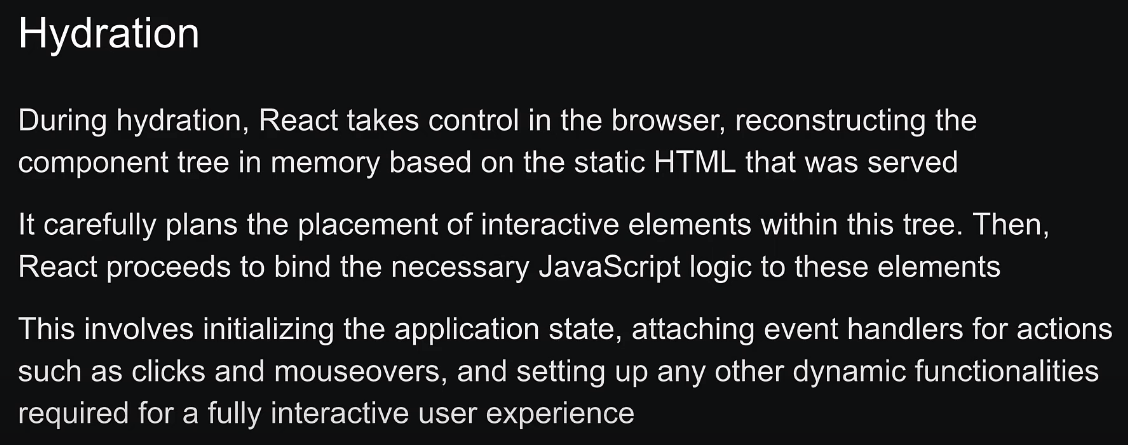 Hydration
During hydration, React takes control in the browser, reconstructing the
component tree in memory based on the static HTML that was served
It carefully plans the placement of interactive elements within this tree. Then,
React proceeds to bind the necessary JavaScript logic to these elements
This involves initializing the application state, attaching event handlers for actions
such as clicks and mouseovers, and setting up any other dynamic functionalities
required for a fully interactive user experience